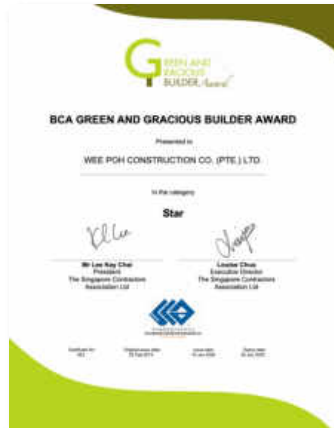 GREEN AND
GRACIOUS
BUILDER Award
BCA GREEN AND GRACIOUS BUILDER AWARD
Presented to
WEE POH CONSTRUCTION CO. (PTE.) LTD.
In the category
Star
Mr Lee Kay Chai
President
The Singapore Contractors
Association Ltd
Louise Chua
Executive Director
The Singapore Contractors
Association Ltd